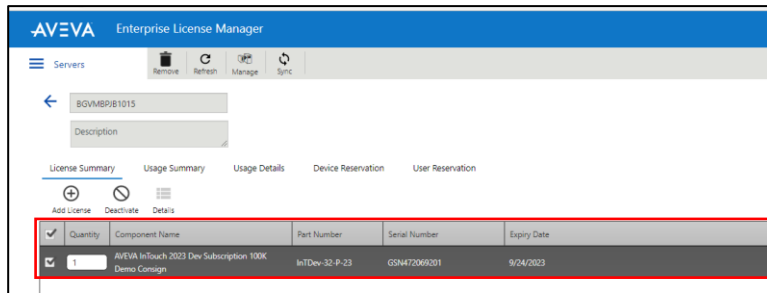 AVEVA Enterprise License Manager
Servers Remove Refresh Manage Sync
BGVMBPJB1015
Description
License Summary Usage Summary Usage Details Device Reservation User Reservation
Add License Deactivate Details
Quantity Component Name Part Number Serial Number Expiry Date
1 AVEVA InTouch 2023 Dev Subscription 100K Demo Consign InTDev-32-P-23 GSN472069201 9/24/2023